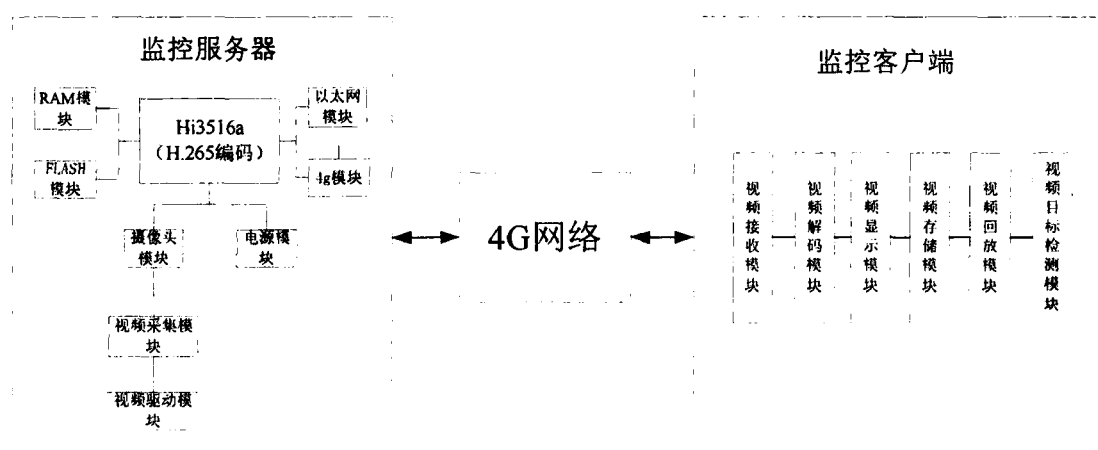 监控服务器
RAM模
块
Hi3516a
（H.265编码）
以太网
模块
FLASH
模块
4g模块
摄像头
模块
电源模
块
视频采集模
块
视频驱动模
块
4G网络
监控客户端
视频接收模块
视频解码模块
视频显示模块
视频存储模块
视频回放模块
视频目标检测模块